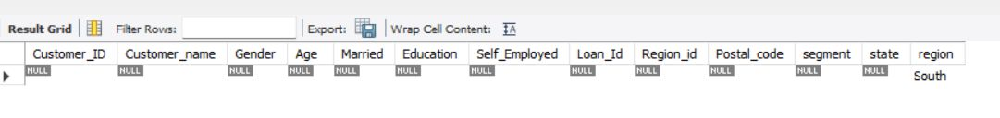 Result Grid Filter Rows: Export: Wrap Cell Content: IA
Customer_ID Customer_name Gender Age Married Education Self_Employed Loan_Id Region_id Postal_code segment state region
NULL NULL NULL NULL NULL NULL NULL NULL NULL NULL NULL NULL South